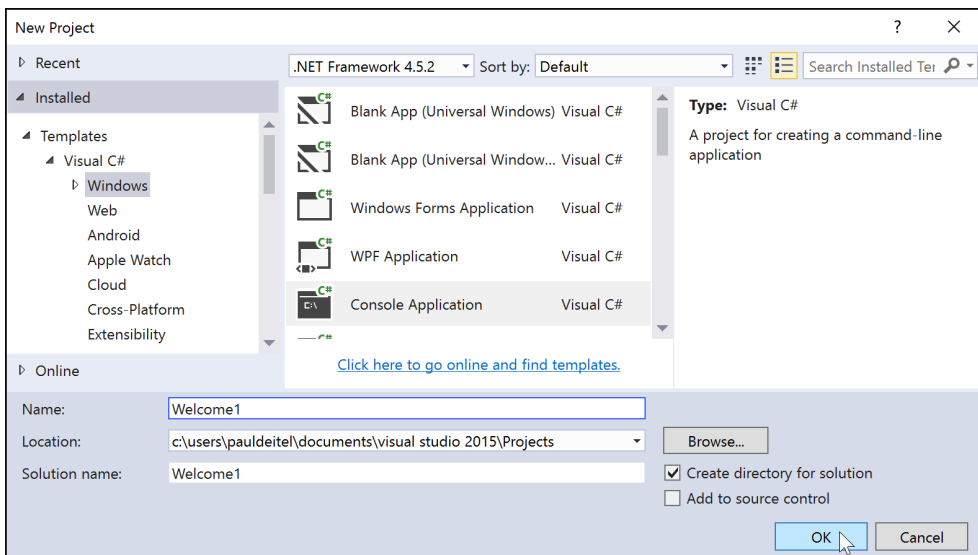 New Project ? ×
Recent
Installed
Templates
Visual C#
Windows
Web
Android
Apple Watch
Cloud
Cross-Platform
Extensibility
Online
.NET Framework 4.5.2 Sort by: Default Search Installed Ter
C# Blank App (Universal Windows) Visual C#
C# Blank App (Universal Window... Visual C#
C# Windows Forms Application Visual C#
C# WPF Application Visual C#
C# C:\ Console Application Visual C#
C#
Click here to go online and find templates.
Type: Visual C#
A project for creating a command-line
application
Name: Welcome1
Location: c:\users\pauldeitel\documents\visual studio 2015\Projects Browse...
Solution name: Welcome1
Create directory for solution
Add to source control
OK Cancel